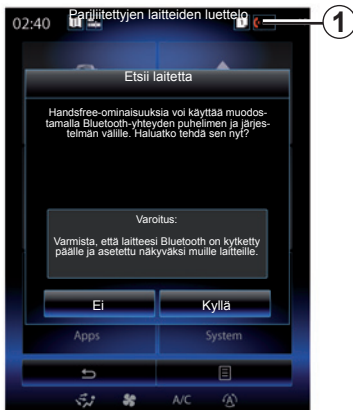 Pariliitettyjen laitteiden luettelo
02:40
1
Etsii laitetta
Handsfree-ominaisuuksia voi käyttää muodos-
tamalla Bluetooth-yhteyden puhelimen ja järjes-
telmän välille. Haluatko tehdä sen nyt?
Varoitus:
Varmista, että laitteesi Bluetooth on kytketty
päälle ja asetettu näkyväksi muille laitteille.
Ei
Kyllä
Apps
System
A/C